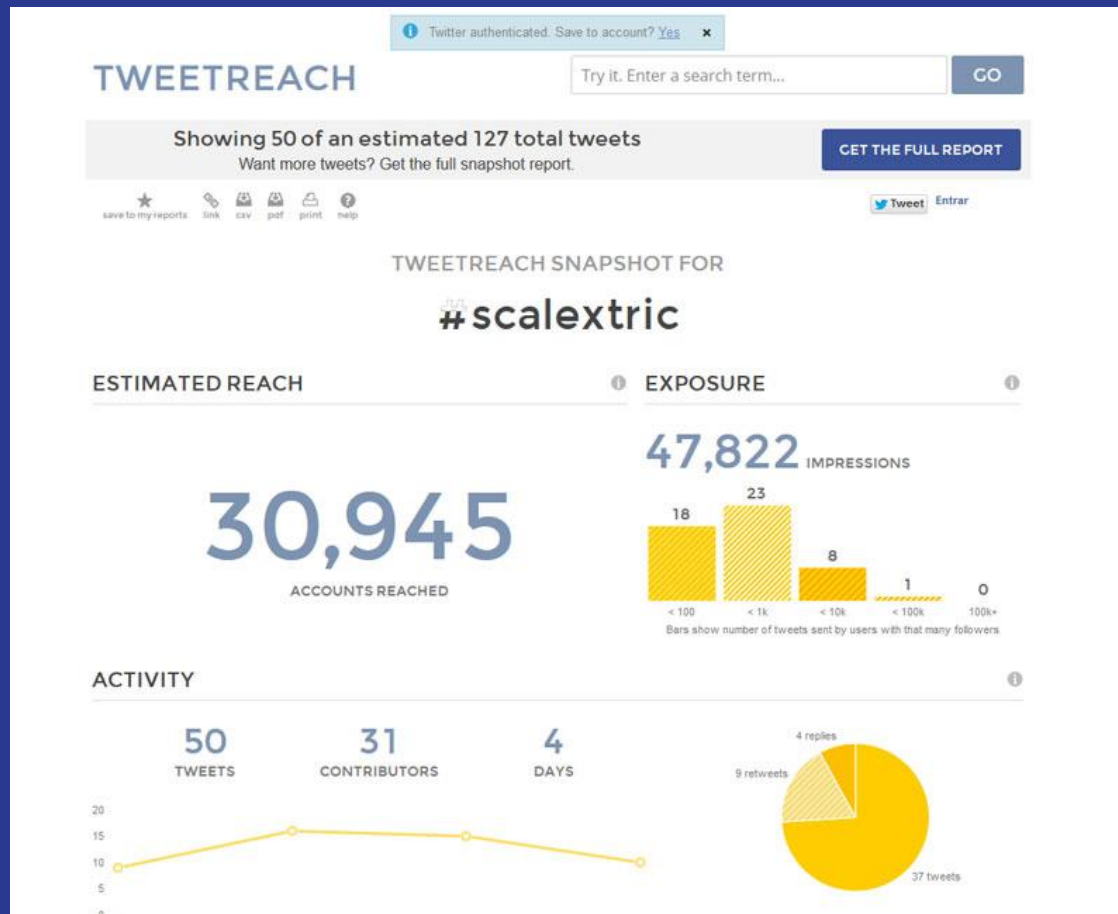 Twitter authenticated. Save to account? Yes ×
TWEETREACH
Try it. Enter a search term...
GO
Showing 50 of an estimated 127 total tweets
Want more tweets? Get the full snapshot report.
GET THE FULL REPORT
save to my reports link csv pdf print help
Tweet Entrar
TWEETREACH SNAPSHOT FOR
#scalextric
ESTIMATED REACH
30,945
ACCOUNTS REACHED
EXPOSURE
47,822 IMPRESSIONS
18 23 8 1 0
< 100 < 1k < 10k < 100k 100k+
Bars show number of tweets sent by users with that many followers
ACTIVITY
50 31 4
TWEETS CONTRIBUTORS DAYS
20
15
10
5
4 replies
9 retweets
37 tweets